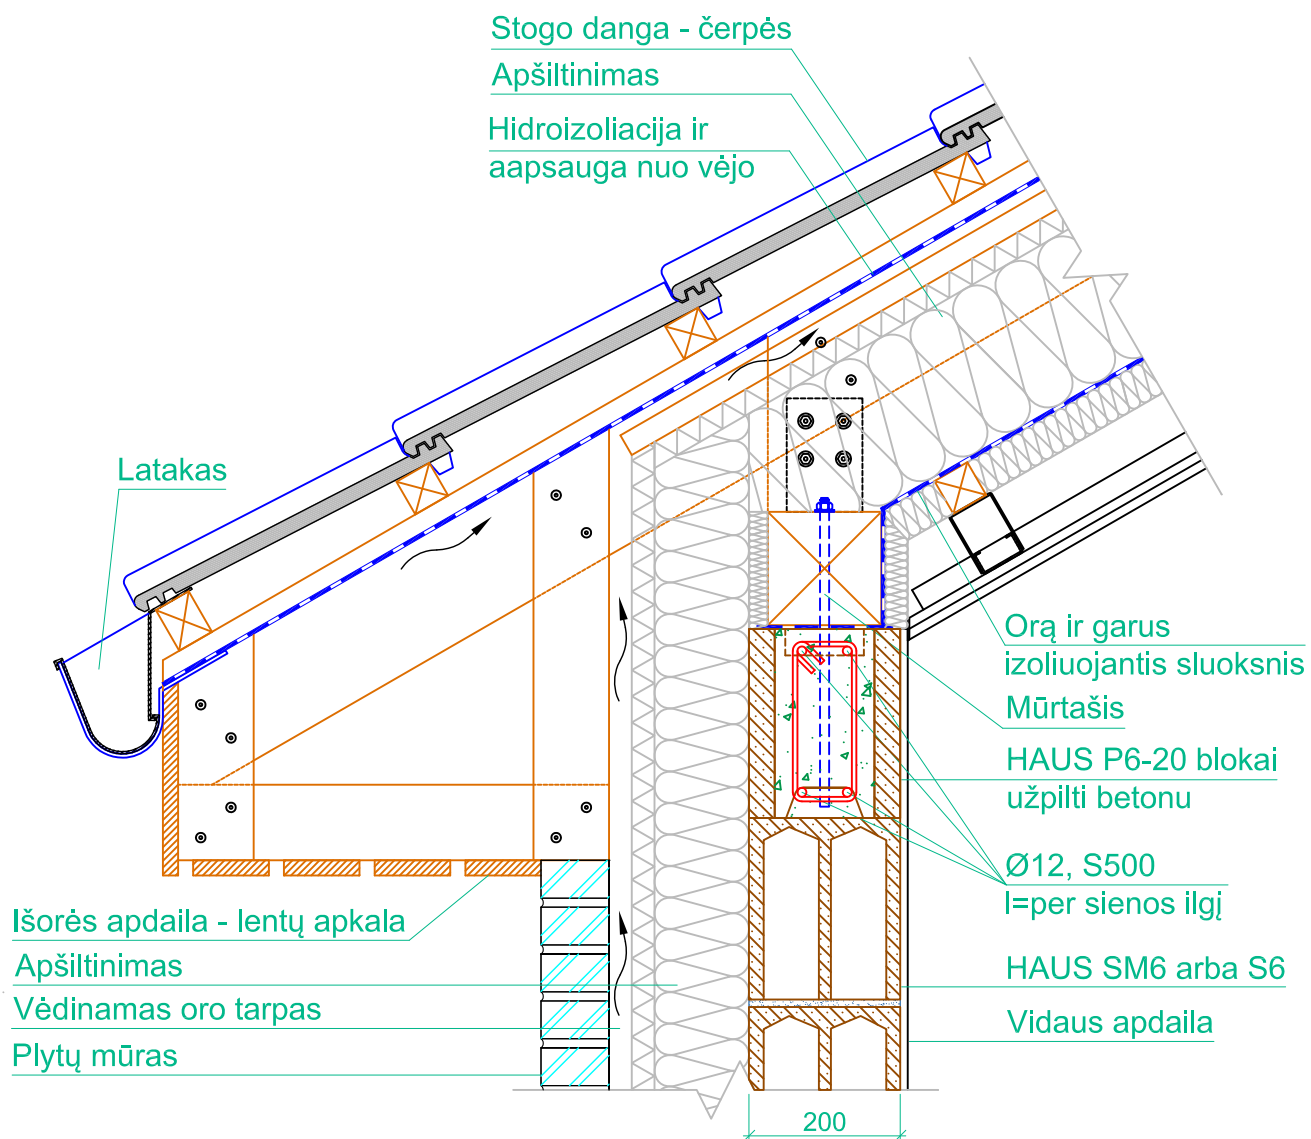 Stogo danga - čerpės
Apšiltinimas
Hidroizoliacija ir
aapsauga nuo vėjo
Latakas
Orą ir garus
izoliuojantis sluoksnis
Mūrtašis
HAUS P6-20 blokai
užpilti betonu
Ø12, S500
l=per sienos ilgį
HAUS SM6 arba S6
Vidaus apdaila
Išorės apdaila - lentų apkala
Apšiltinimas
Vėdinamas oro tarpas
Plytų mūras
200